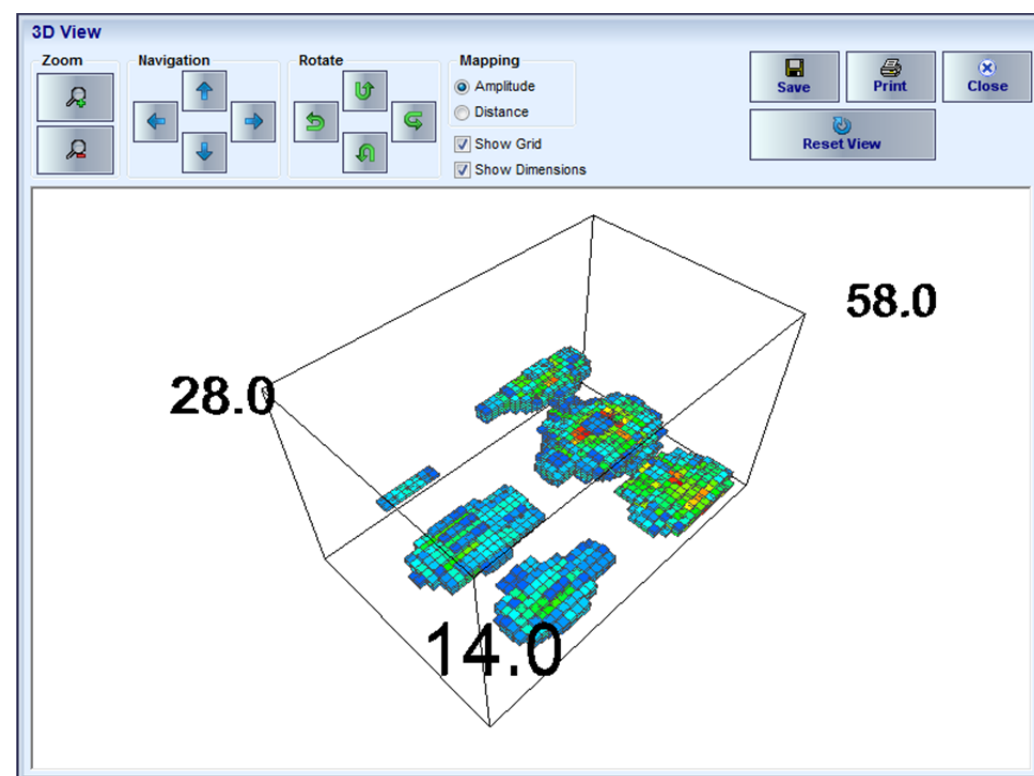 3D View
Zoom
Navigation
Rotate
Mapping
Amplitude
Distance
Show Grid
Show Dimensions
Save
Print
Close
Reset View
58.0
28.0
14.0